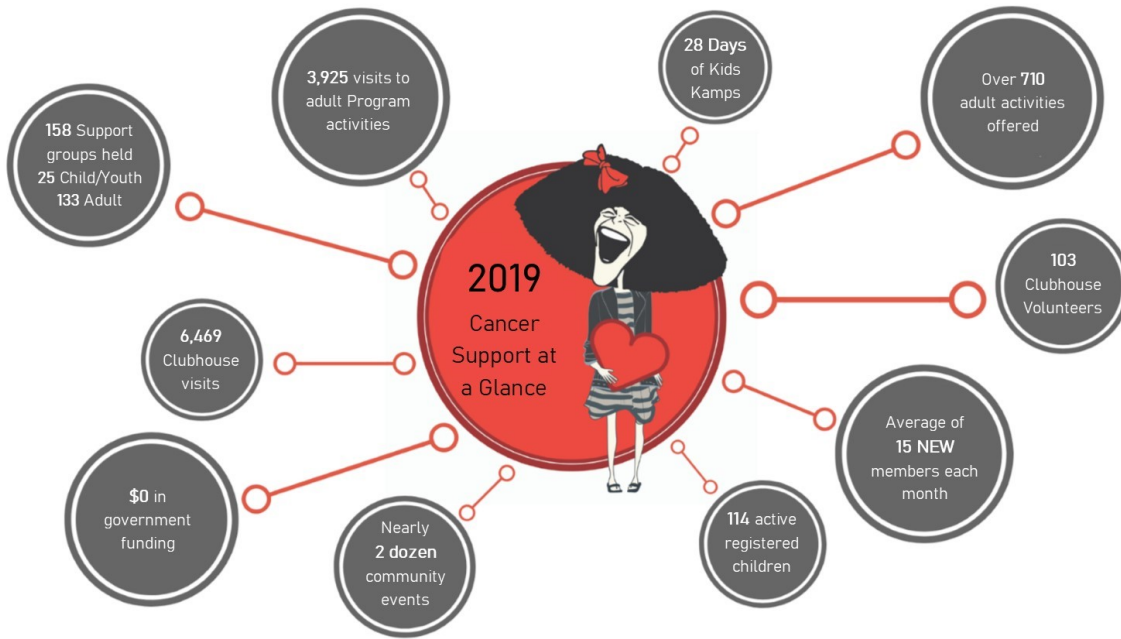 2019
Cancer
Support at
a Glance
158 Support
groups held
25 Child/Youth
133 Adult
3,925 visits to
adult Program
activities
28 Days
of Kids
Kamps
Over 710
adult activities
offered
103
Clubhouse
Volunteers
Average of
15 NEW
members each
month
114 active
registered
children
Nearly
2 dozen
community
events
$0 in
government
funding
6,469
Clubhouse
visits